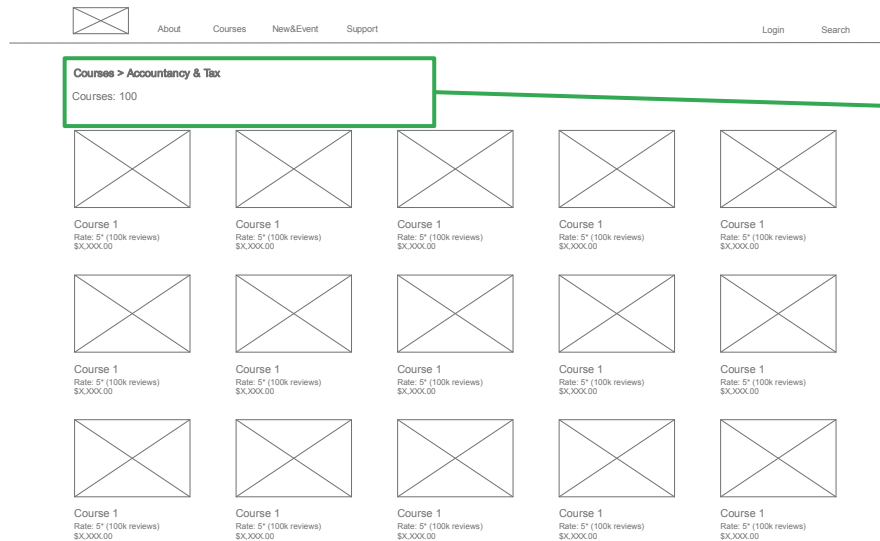 About Courses New&Event Support Login Search
Courses > Accountancy & Tax
Courses: 100
Course 1 Course 1 Course 1 Course 1 Course 1
Rate: 5* (100k reviews) Rate: 5* (100k reviews) Rate: 5* (100k reviews) Rate: 5* (100k reviews) Rate: 5* (100k reviews)
$X,XXX.00 $X,XXX.00 $X,XXX.00 $X,XXX.00 $X,XXX.00
Course 1 Course 1 Course 1 Course 1 Course 1
Rate: 5* (100k reviews) Rate: 5* (100k reviews) Rate: 5* (100k reviews) Rate: 5* (100k reviews) Rate: 5* (100k reviews)
$X,XXX.00 $X,XXX.00 $X,XXX.00 $X,XXX.00 $X,XXX.00
Course 1 Course 1 Course 1 Course 1 Course 1
Rate: 5* (100k reviews) Rate: 5* (100k reviews) Rate: 5* (100k reviews) Rate: 5* (100k reviews) Rate: 5* (100k reviews)
$X,XXX.00 $X,XXX.00 $X,XXX.00 $X,XXX.00 $X,XXX.00